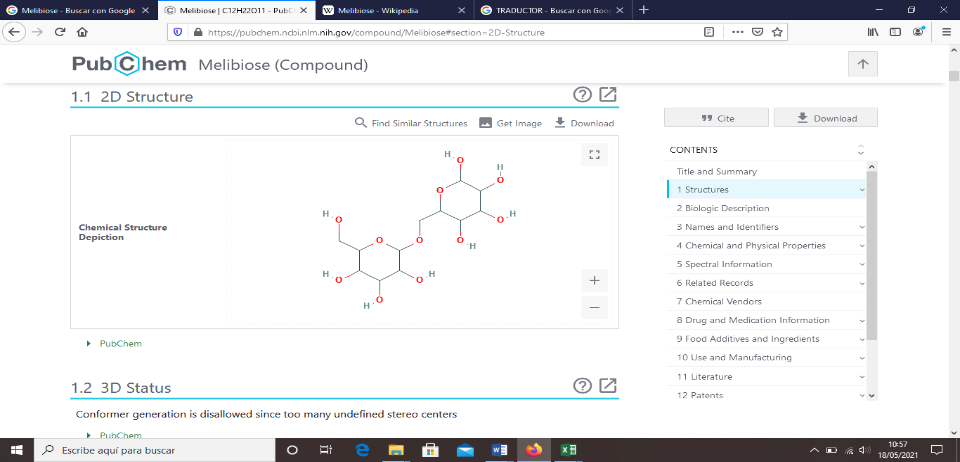 Melibiose - Buscar con Google
Melibiose | C12H22O11 - PubC
Melibiose - Wikipedia
TRADUCTOR - Buscar con Goo
https://pubchem.ncbi.nlm.nih.gov/compound/Melibiose#section=2D-Structure
PubChem Melibiose (Compound)
1.1 2D Structure
Find Similar Structures Get Image Download
Chemical Structure
Depiction
H O
H
O
O
H O
O H
O O
O H
H O O H
H O
PubChem
1.2 3D Status
Conformer generation is disallowed since too many undefined stereo centers
PubChem
Cite Download
CONTENTS
Title and Summary
1 Structures
2 Biologic Description
3 Names and Identifiers
4 Chemical and Physical Properties
5 Spectral Information
6 Related Records
7 Chemical Vendors
8 Drug and Medication Information
9 Food Additives and Ingredients
10 Use and Manufacturing
11 Literature
12 Patents
Escribe aquí para buscar
10:57
18/05/2021